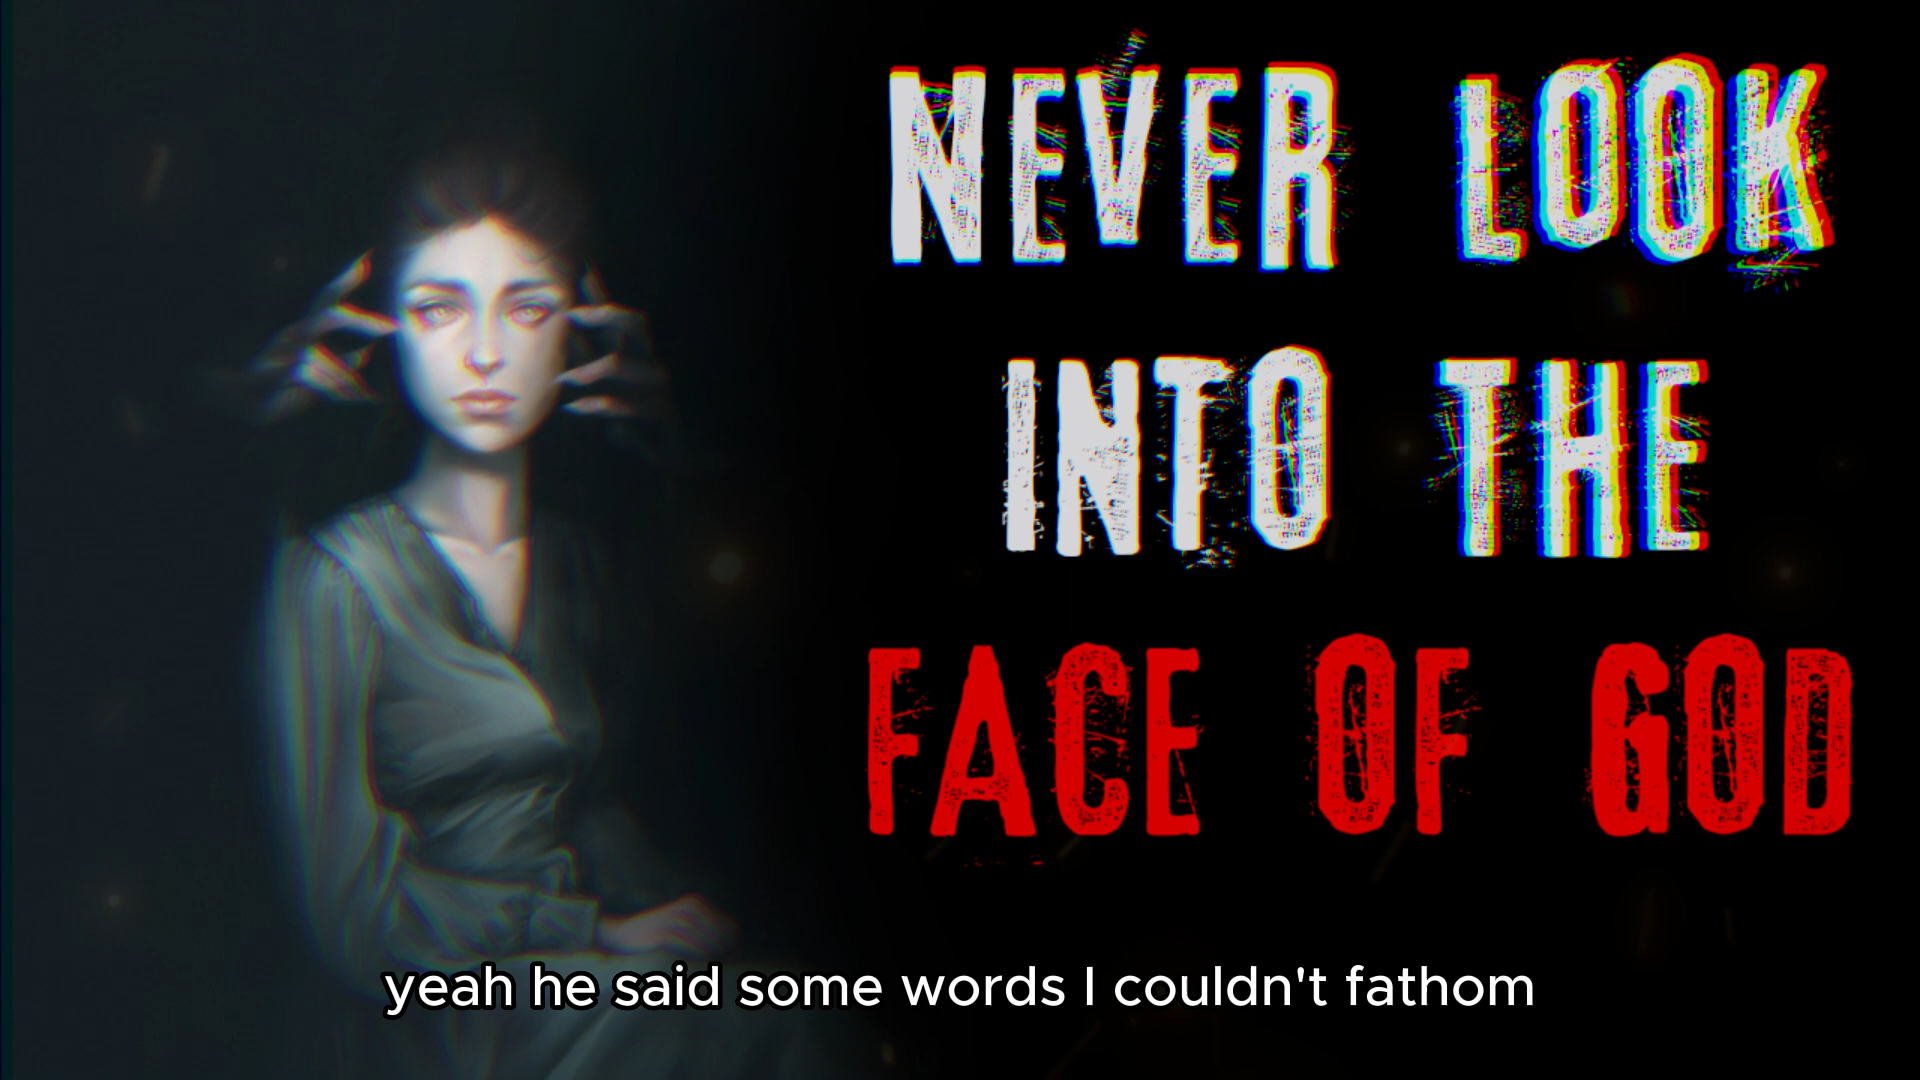 NEVER LOOK
INTO THE
FACE OF GOD
yeah he said some words I couldn't fathom